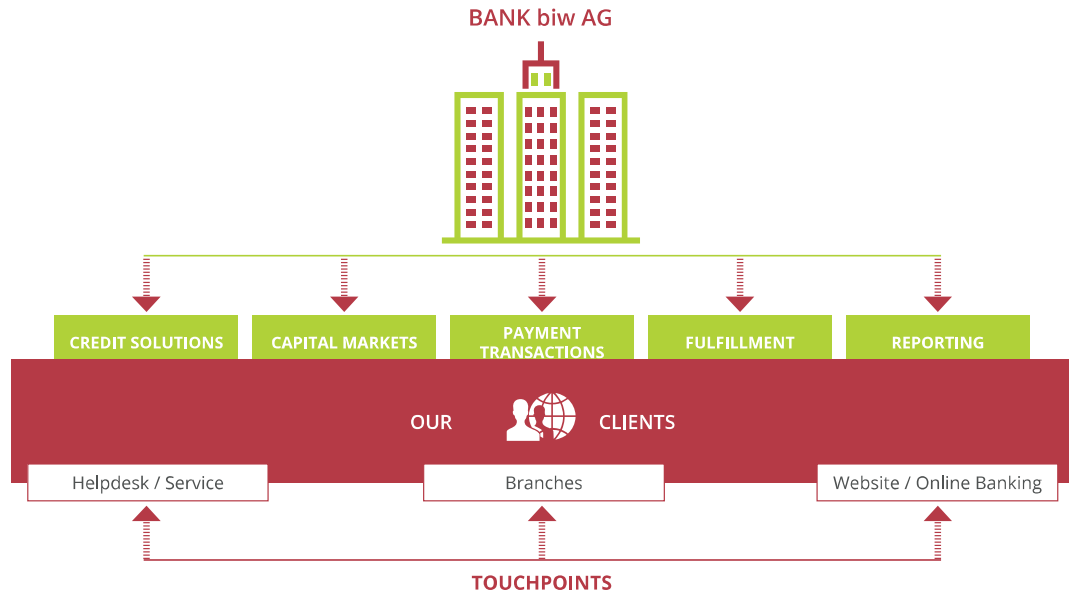 BANK biw AG
CREDIT SOLUTIONS
CAPITAL MARKETS
PAYMENT
TRANSACTIONS
FULFILLMENT
REPORTING
OUR CLIENTS
Helpdesk / Service
Branches
Website / Online Banking
TOUCHPOINTS